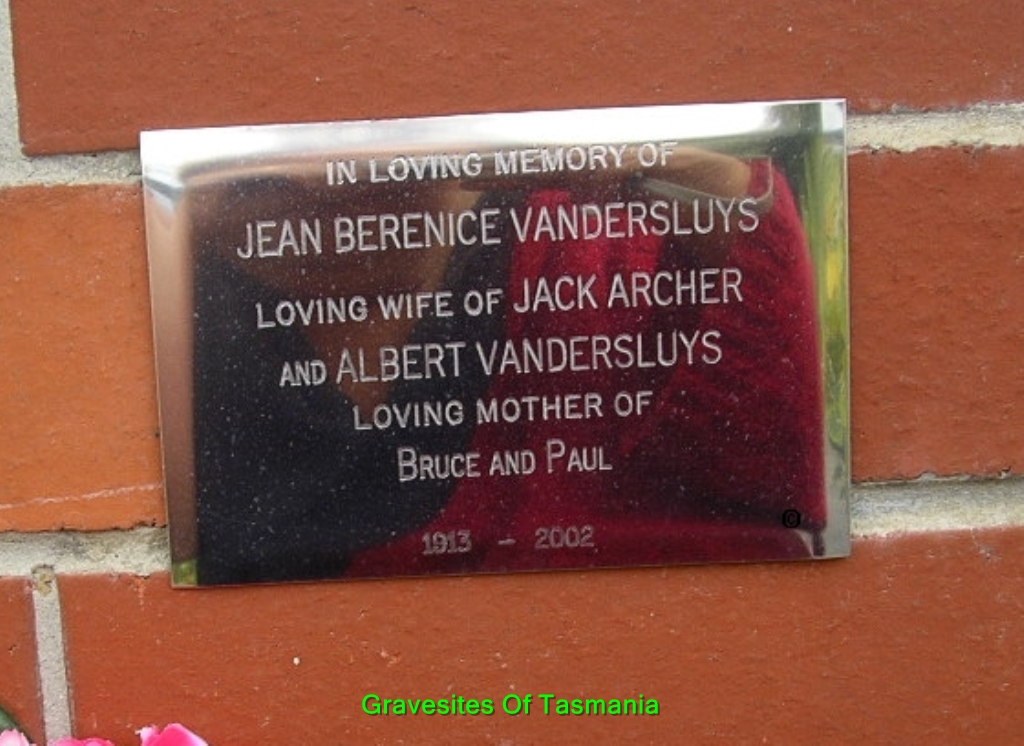 IN LOVING MEMORY OF
JEAN BERENICE VANDERSLUYS
LOVING WIFE OF JACK ARCHER
AND ALBERT VANDERSLUYS
LOVING MOTHER OF
BRUCE AND PAUL
1913 - 2002
©
Gravesites Of Tasmania